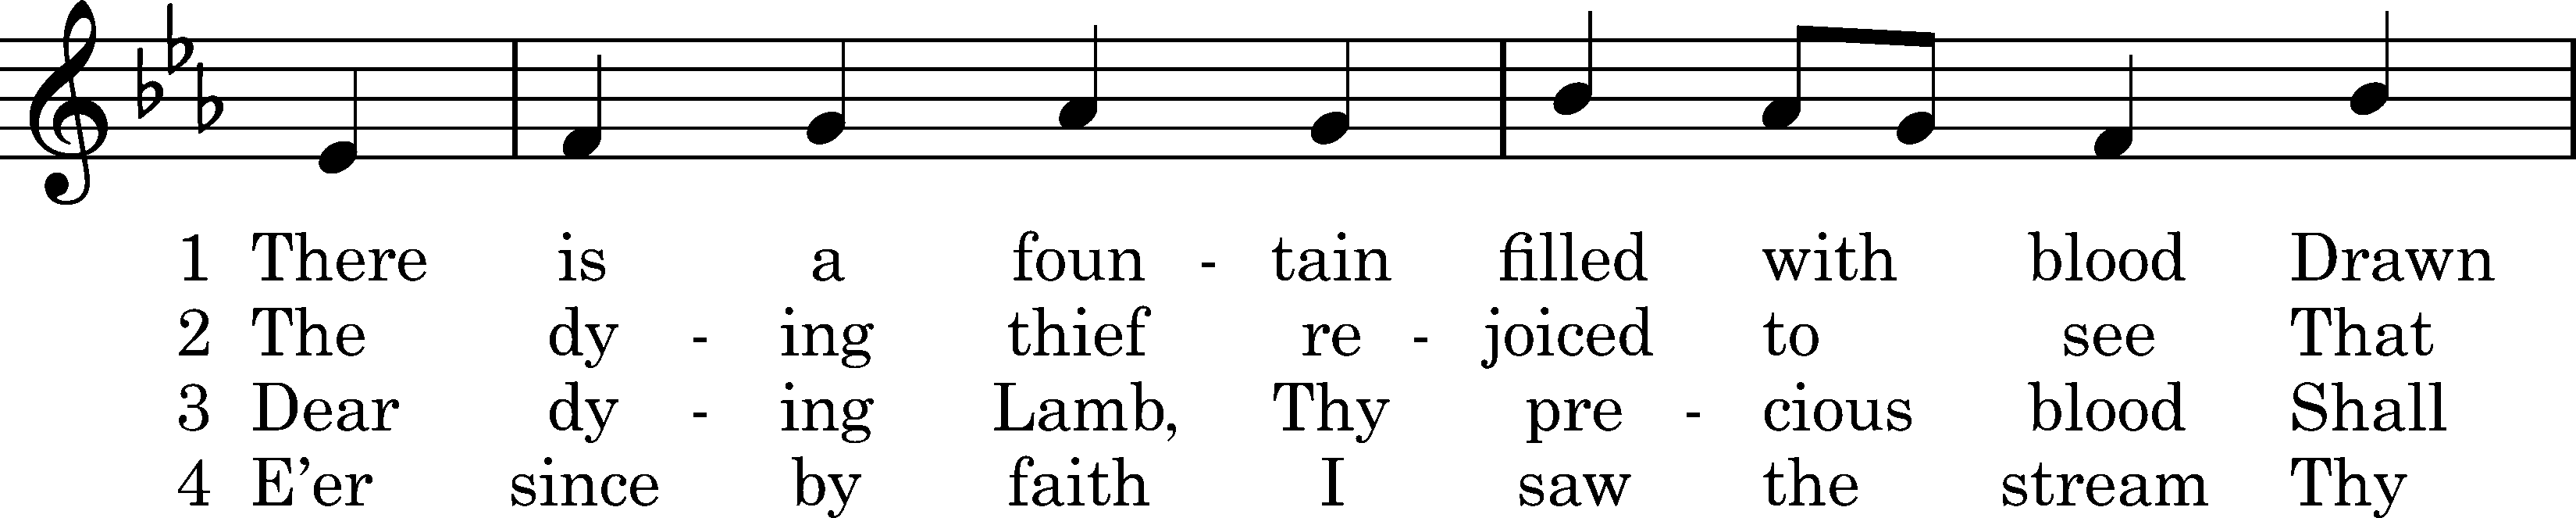 1 There is a foun - tain filled with blood Drawn
2 The dy - ing thief re - joiced to see That
3 Dear dy - ing Lamb, Thy pre - cious blood Shall
4 E’er since by faith I saw the stream Thy